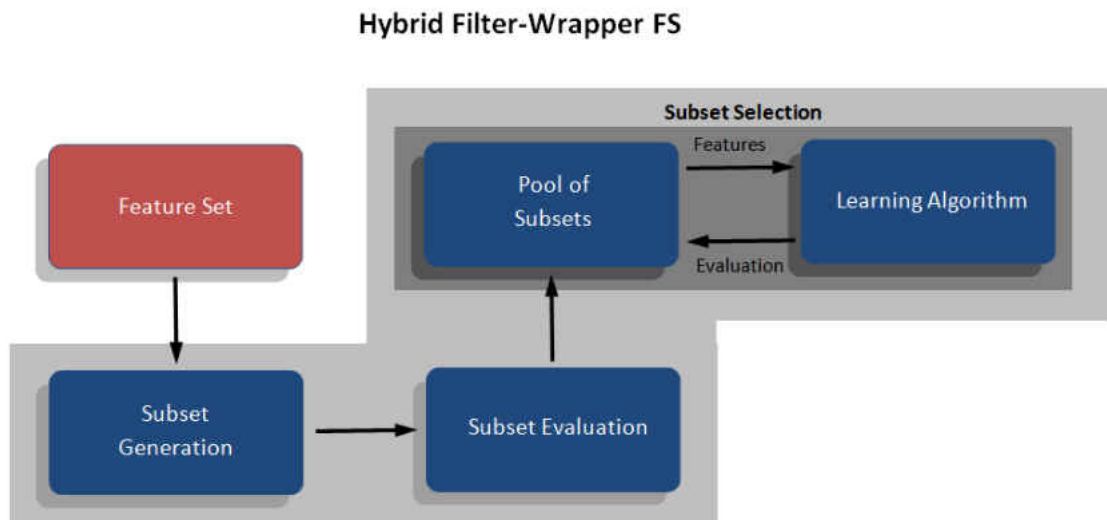 Hybrid Filter-Wrapper FS
Subset Selection
Feature Set
Pool of
Subsets
Features
Evaluation
Learning Algorithm
Subset
Generation
Subset Evaluation